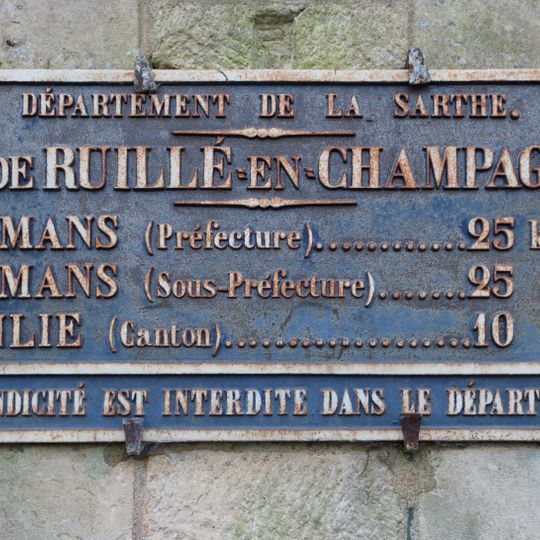 DÉPARTEMENT DE LA SARTHE.
DE RUILLÉ=EN=CHAMPAG
MANS (Préfecture)............25 k
MANS (Sous-Préfecture)........25
LIE (Canton)....................10
NDICITÉ EST INTERDITE DANS LE DÉPART